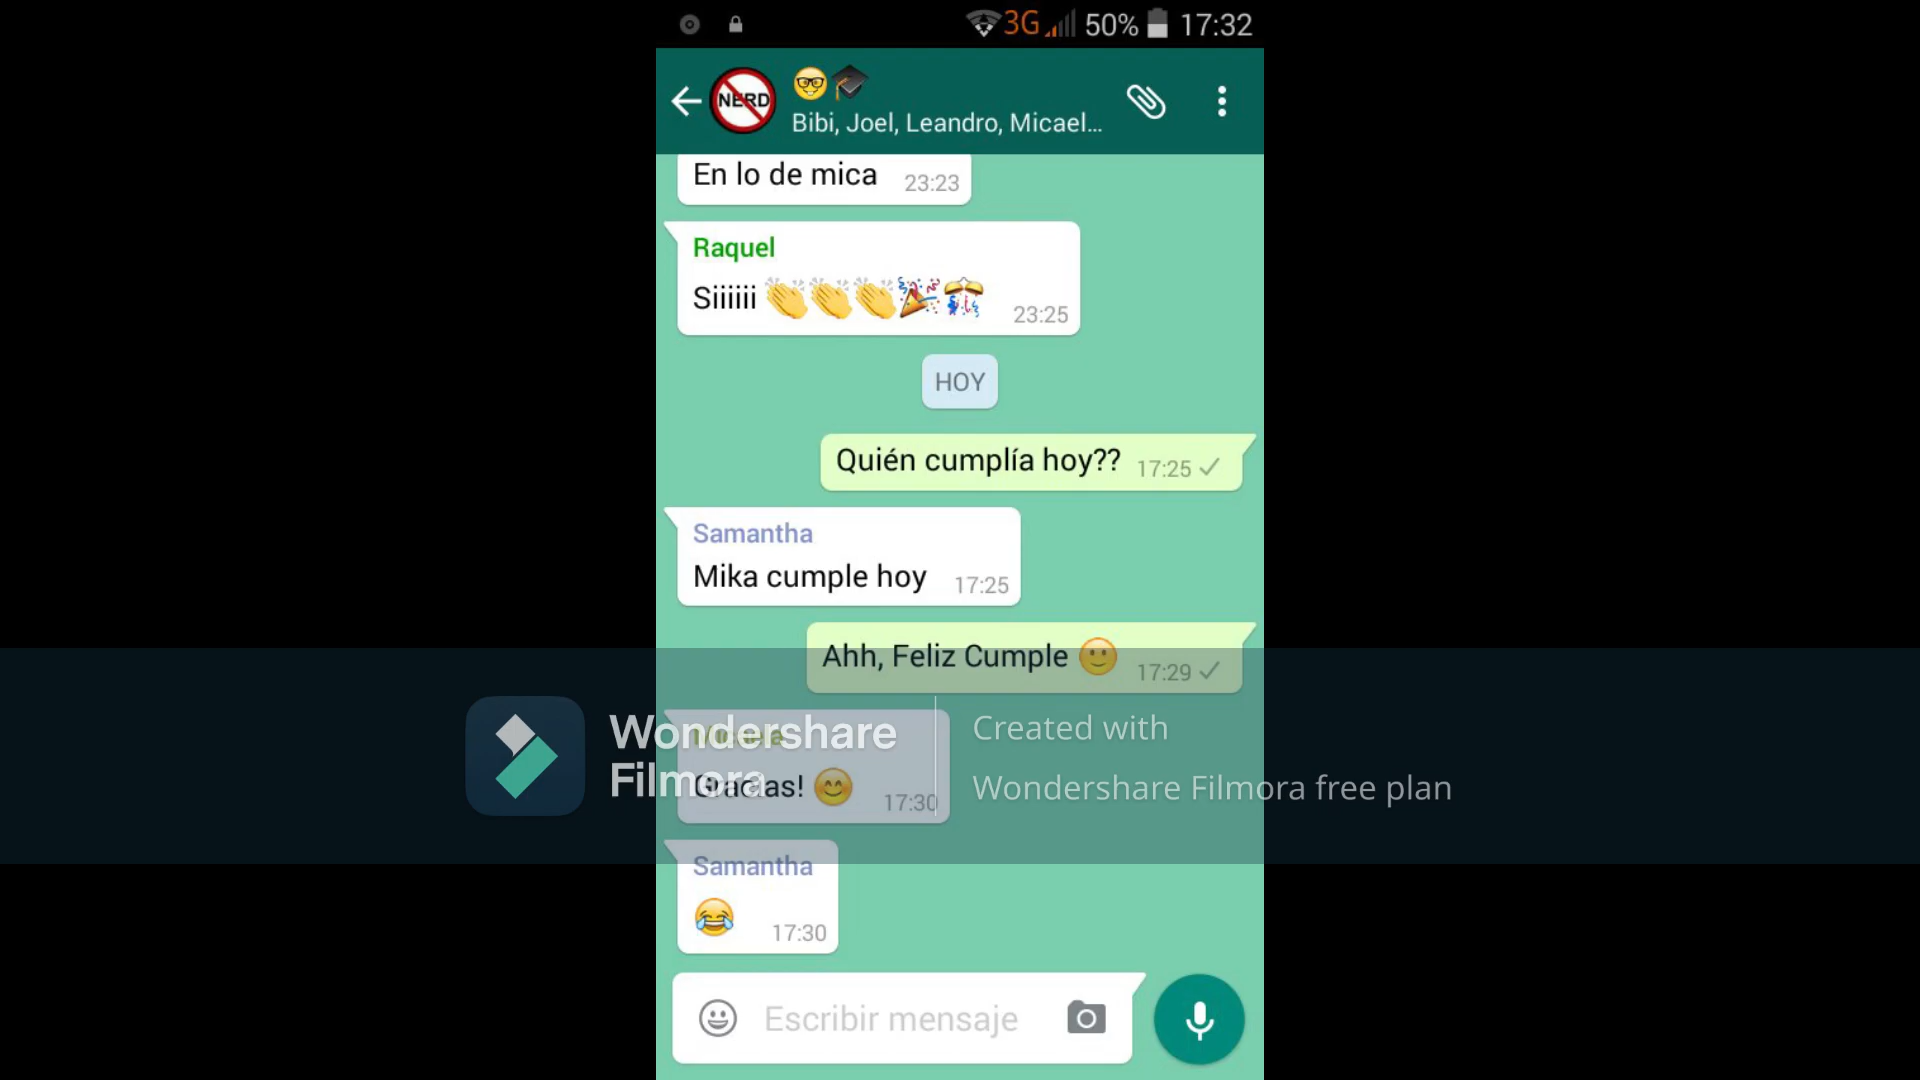 3G 50% 17:32
NERD
Bibi, Joel, Leandro, Micael...
En lo de mica 23:23
Raquel
Siiiiii 👏👏👏🎉🎊 23:25
HOY
Quién cumplía hoy?? 17:25
Samantha
Mika cumple hoy 17:25
Ahh, Feliz Cumple 🙂 17:29
Gracias! 😊 17:30
Wondershare
Filmora
Created with
Wondershare Filmora free plan
Samantha
😂 17:30
Escribir mensaje